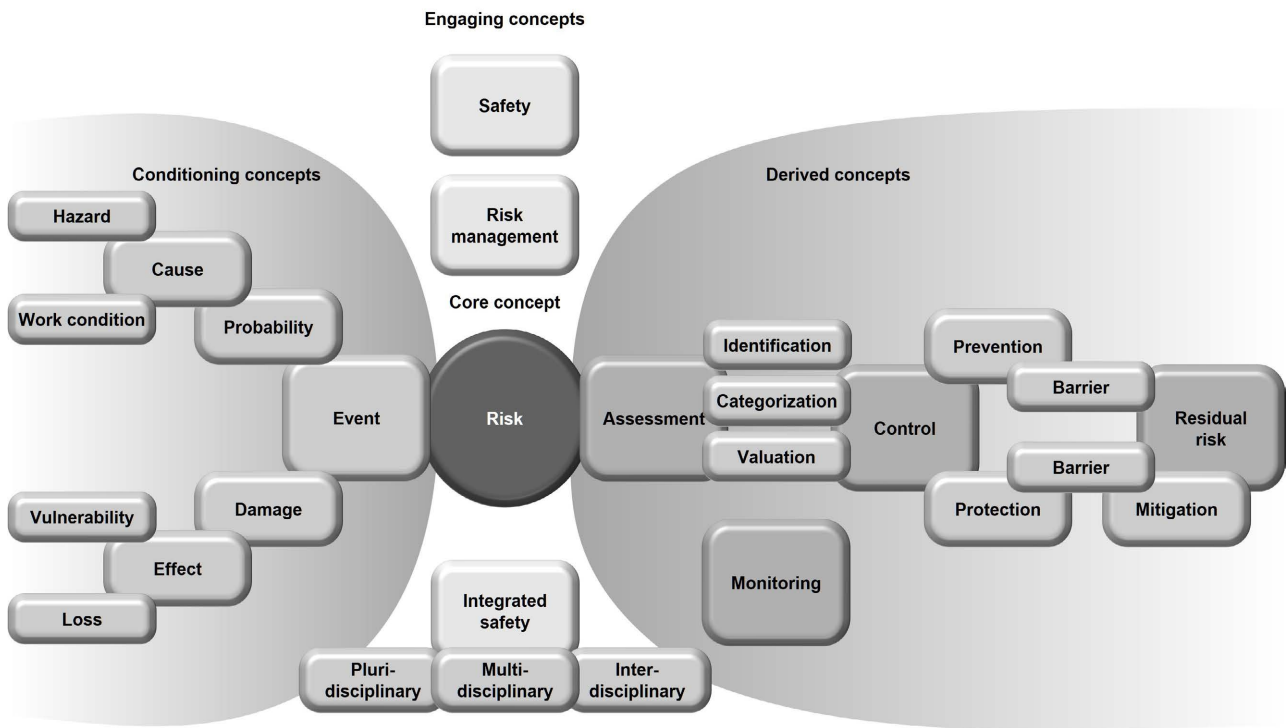 Engaging concepts
Safety
Conditioning concepts
Derived concepts
Hazard
Risk
management
Cause
Core concept
Work condition
Probability
Identification
Prevention
Barrier
Event
Risk
Assessment
Categorization
Control
Residual
risk
Valuation
Barrier
Vulnerability
Damage
Protection
Mitigation
Effect
Monitoring
Integrated
safety
Loss
Pluri-
disciplinary
Multi-
disciplinary
Inter-
disciplinary